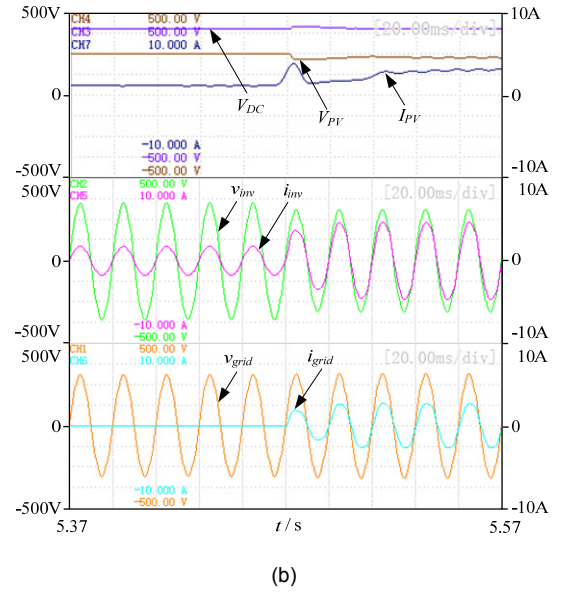 500V
CH4 500.00 V
CH3 500.00 V
CH7 10.000 A
[20.00ms/div]
10A
0
V_DC
V_PV
I_PV
0
-10.000 A
-500.00 V
-500.00 V
-500V
-10A
500V
CH2 500.00 V
CH5 10.000 A
v_inv
i_inv
[20.00ms/div]
10A
0
0
-10.000 A
-500.00 V
-500V
-10A
500V
CH1 500.00 V
CH6 10.000 A
v_grid
i_grid
[20.00ms/div]
10A
0
0
-10.000 A
-500.00 V
-500V
-10A
5.37
t / s
5.57
(b)